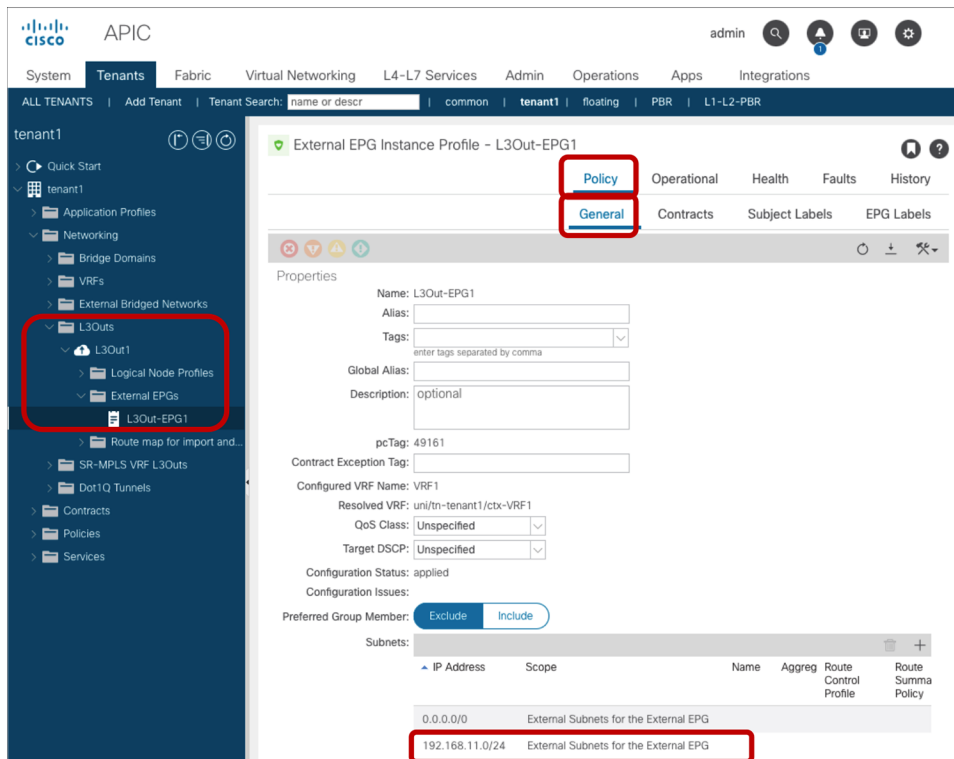 CISCO APIC admin
1
System Tenants Fabric Virtual Networking L4-L7 Services Admin Operations Apps Integrations
ALL TENANTS | Add Tenant | Tenant Search: name or descr | common | tenant1 | floating | PBR | L1-L2-PBR
tenant1
Quick Start
tenant1
Application Profiles
Networking
Bridge Domains
VRFs
External Bridged Networks
L3Outs
L3Out1
Logical Node Profiles
External EPGs
L3Out-EPG1
Route map for import and...
SR-MPLS VRF L3Outs
Dot1Q Tunnels
Contracts
Policies
Services
External EPG Instance Profile - L3Out-EPG1
Policy Operational Health Faults History
General Contracts Subject Labels EPG Labels
Properties
Name: L3Out-EPG1
Alias:
Tags:
enter tags separated by comma
Global Alias:
Description: optional
pcTag: 49161
Contract Exception Tag:
Configured VRF Name: VRF1
Resolved VRF: uni/tn-tenant1/ctx-VRF1
QoS Class: Unspecified
Target DSCP: Unspecified
Configuration Status: applied
Configuration Issues:
Preferred Group Member: Exclude Include
Subnets:
IP Address Scope Name Aggreg Route Route
Control Summa
Profile Policy
0.0.0.0/0 External Subnets for the External EPG
192.168.11.0/24 External Subnets for the External EPG